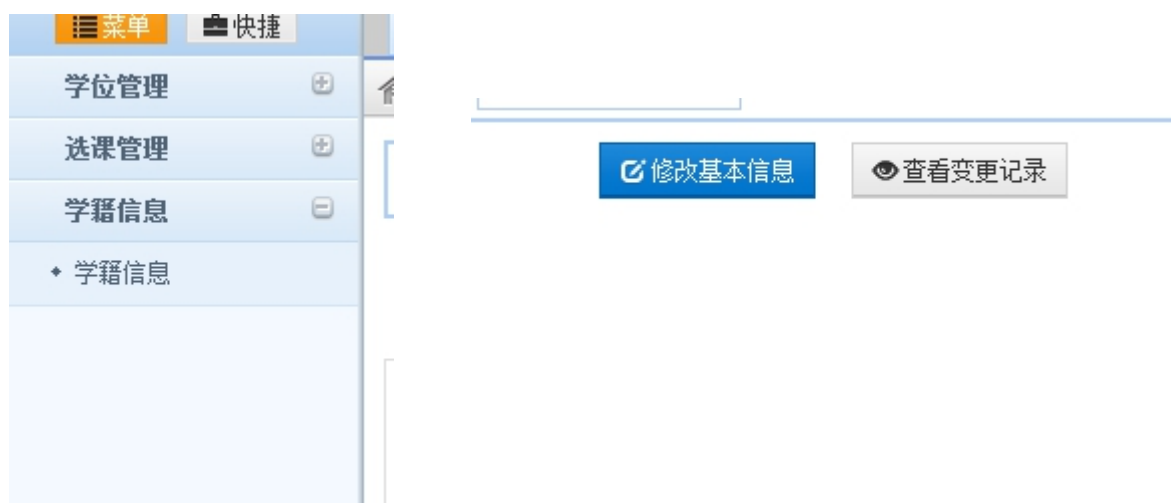 菜单 快捷
学位管理
选课管理
学籍信息
学籍信息
修改基本信息 查看变更记录